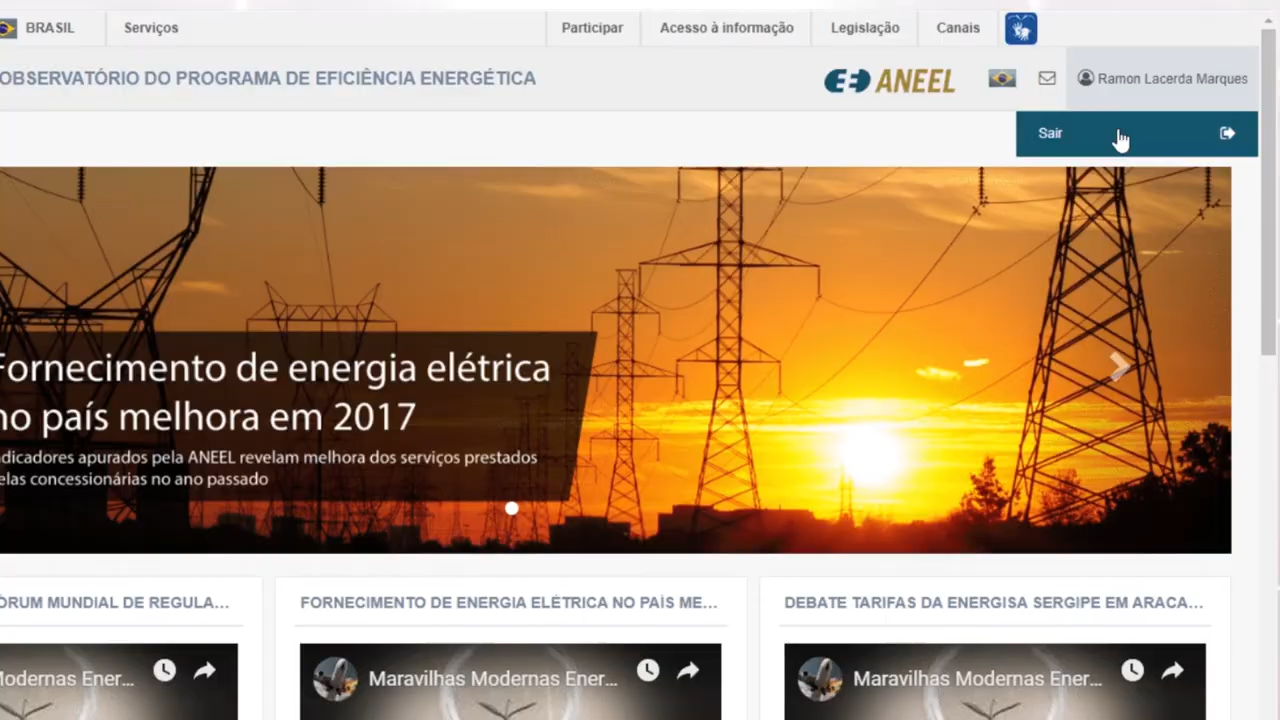 BRASIL
Serviços
Participar
Acesso à informação
Legislação
Canais
OBSERVATÓRIO DO PROGRAMA DE EFICIÊNCIA ENERGÉTICA
ANEEL
Ramon Lacerda Marques
Sair
Fornecimento de energia elétrica
no país melhora em 2017
ndicadores apurados pela ANEEL revelam melhora dos serviços prestados
elas concessionárias no ano passado
ÓRUM MUNDIAL DE REGULA...
FORNECIMENTO DE ENERGIA ELÉTRICA NO PAÍS ME...
DEBATE TARIFAS DA ENERGISA SERGIPE EM ARACA...
Modernas Ener...
Maravilhas Modernas Ener...
Maravilhas Modernas Ener...